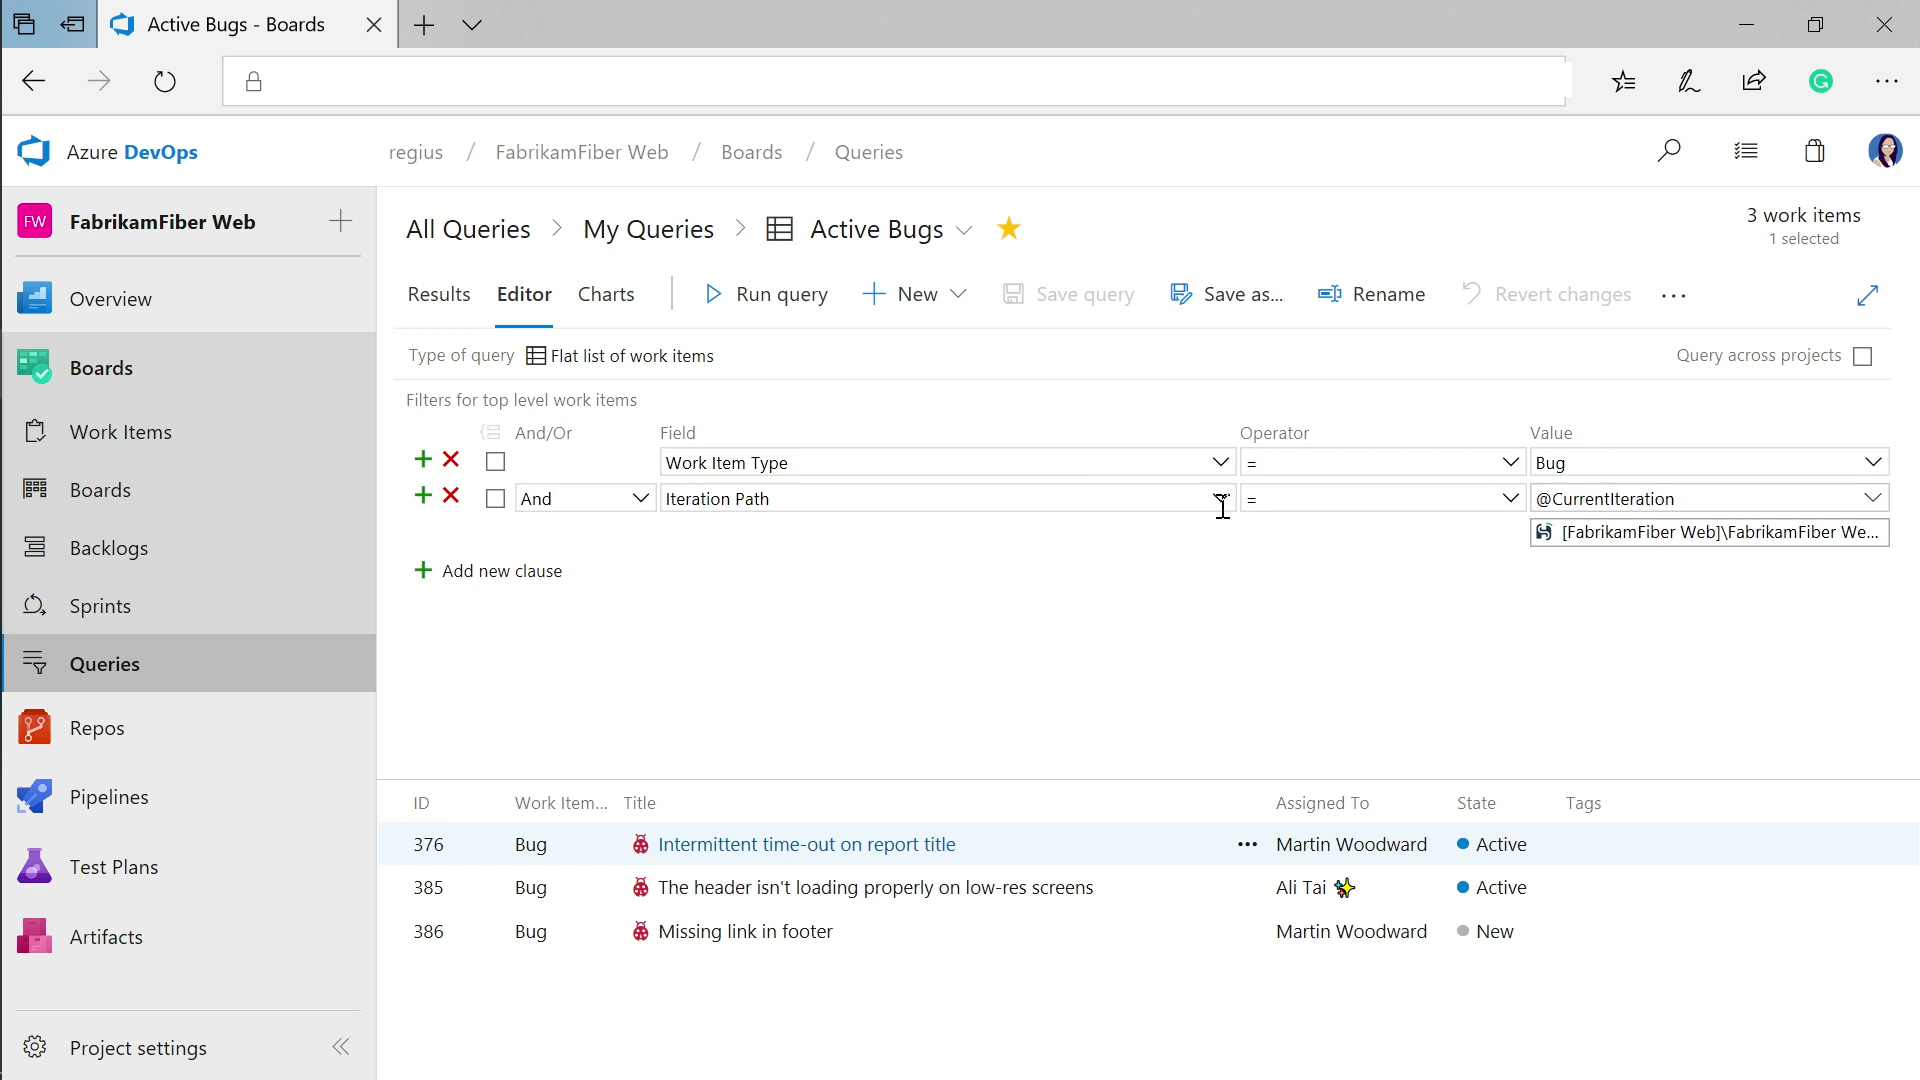 Active Bugs - Boards
Azure DevOps
regius / FabrikamFiber Web / Boards / Queries
FW FabrikamFiber Web
Overview
Boards
Work Items
Boards
Backlogs
Sprints
Queries
Repos
Pipelines
Test Plans
Artifacts
Project settings
All Queries > My Queries > Active Bugs
3 work items
1 selected
Results Editor Charts Run query New Save query Save as... Rename Revert changes
Type of query Flat list of work items Query across projects
Filters for top level work items
And/Or Field Operator Value
Work Item Type = Bug
And Iteration Path = @CurrentIteration
[FabrikamFiber Web]\FabrikamFiber We...
Add new clause
ID Work Item... Title Assigned To State Tags
376 Bug Intermittent time-out on report title Martin Woodward Active
385 Bug The header isn't loading properly on low-res screens Ali Tai Active
386 Bug Missing link in footer Martin Woodward New